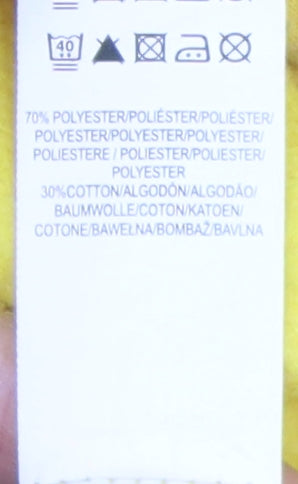 40
70% POLYESTER/POLIÉSTER/POLIÉSTER/
POLYESTER/POLYESTER/POLYESTER/
POLIESTERE / POLIESTER/POLIESTER/
POLYESTER
30%COTTON/ALGODÓN/ALGODÃO/
BAUMWOLLE/COTON/KATOEN/
COTONE/BAWEŁNA/BOMBAŽ/BAVLNA